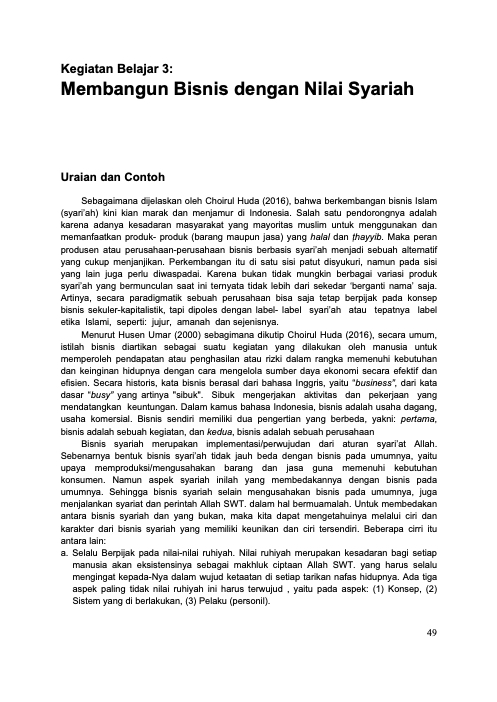 Kegiatan Belajar 3:
Membangun Bisnis dengan Nilai Syariah
Uraian dan Contoh
Sebagaimana dijelaskan oleh Choirul Huda (2016), bahwa berkembangan bisnis Islam
(syari’ah) kini kian marak dan menjamur di Indonesia. Salah satu pendorongnya adalah
karena adanya kesadaran masyarakat yang mayoritas muslim untuk menggunakan dan
memanfaatkan produk- produk (barang maupun jasa) yang halal dan ṭhayyib. Maka peran
produsen atau perusahaan-perusahaan bisnis berbasis syari’ah menjadi sebuah alternatif
yang cukup menjanjikan. Perkembangan itu di satu sisi patut disyukuri, namun pada sisi
yang lain juga perlu diwaspadai. Karena bukan tidak mungkin berbagai variasi produk
syari’ah yang bermunculan saat ini ternyata tidak lebih dari sekedar ‘berganti nama’ saja.
Artinya, secara paradigmatik sebuah perusahaan bisa saja tetap berpijak pada konsep
bisnis sekuler-kapitalistik, tapi dipoles dengan label- label syari’ah atau tepatnya label
etika Islami, seperti: jujur, amanah dan sejenisnya.
Menurut Husen Umar (2000) sebagaimana dikutip Choirul Huda (2016), secara umum,
istilah bisnis diartikan sebagai suatu kegiatan yang dilakukan oleh manusia untuk
memperoleh pendapatan atau penghasilan atau rizki dalam rangka memenuhi kebutuhan
dan keinginan hidupnya dengan cara mengelola sumber daya ekonomi secara efektif dan
efisien. Secara historis, kata bisnis berasal dari bahasa Inggris, yaitu “business”, dari kata
dasar “busy” yang artinya "sibuk". Sibuk mengerjakan aktivitas dan pekerjaan yang
mendatangkan keuntungan. Dalam kamus bahasa Indonesia, bisnis adalah usaha dagang,
usaha komersial. Bisnis sendiri memiliki dua pengertian yang berbeda, yakni: pertama,
bisnis adalah sebuah kegiatan, dan kedua, bisnis adalah sebuah perusahaan
Bisnis syariah merupakan implementasi/perwujudan dari aturan syari’at Allah.
Sebenarnya bentuk bisnis syari’ah tidak jauh beda dengan bisnis pada umumnya, yaitu
upaya memproduksi/mengusahakan barang dan jasa guna memenuhi kebutuhan
konsumen. Namun aspek syariah inilah yang membedakannya dengan bisnis pada
umumnya. Sehingga bisnis syariah selain mengusahakan bisnis pada umumnya, juga
menjalankan syariat dan perintah Allah SWT. dalam hal bermuamalah. Untuk membedakan
antara bisnis syariah dan yang bukan, maka kita dapat mengetahuinya melalui ciri dan
karakter dari bisnis syariah yang memiliki keunikan dan ciri tersendiri. Beberapa cirri itu
antara lain:
a. Selalu Berpijak pada nilai-nilai ruhiyah. Nilai ruhiyah merupakan kesadaran bagi setiap
manusia akan eksistensinya sebagai makhluk ciptaan Allah SWT. yang harus selalu
mengingat kepada-Nya dalam wujud ketaatan di setiap tarikan nafas hidupnya. Ada tiga
aspek paling tidak nilai ruhiyah ini harus terwujud , yaitu pada aspek: (1) Konsep, (2)
Sistem yang di berlakukan, (3) Pelaku (personil).
49